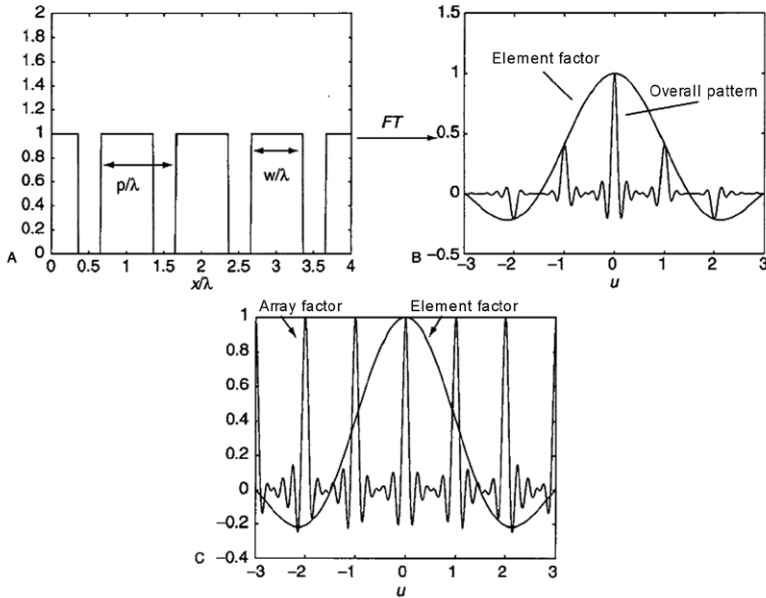 2
1.8
1.6
1.4
1.2
1
0.8
0.6
0.4
0.2
0
p/λ
w/λ
0 0.5 1 1.5 2 2.5 3 3.5 4
x/λ
A
FT
1.5
1
0.5
0
−0.5
Element factor
Overall pattern
−3 −2 −1 0 1 2 3
u
B
Array factor
Element factor
1
0.8
0.6
0.4
0.2
0
−0.2
−0.4
−3 −2 −1 0 1 2 3
u
C